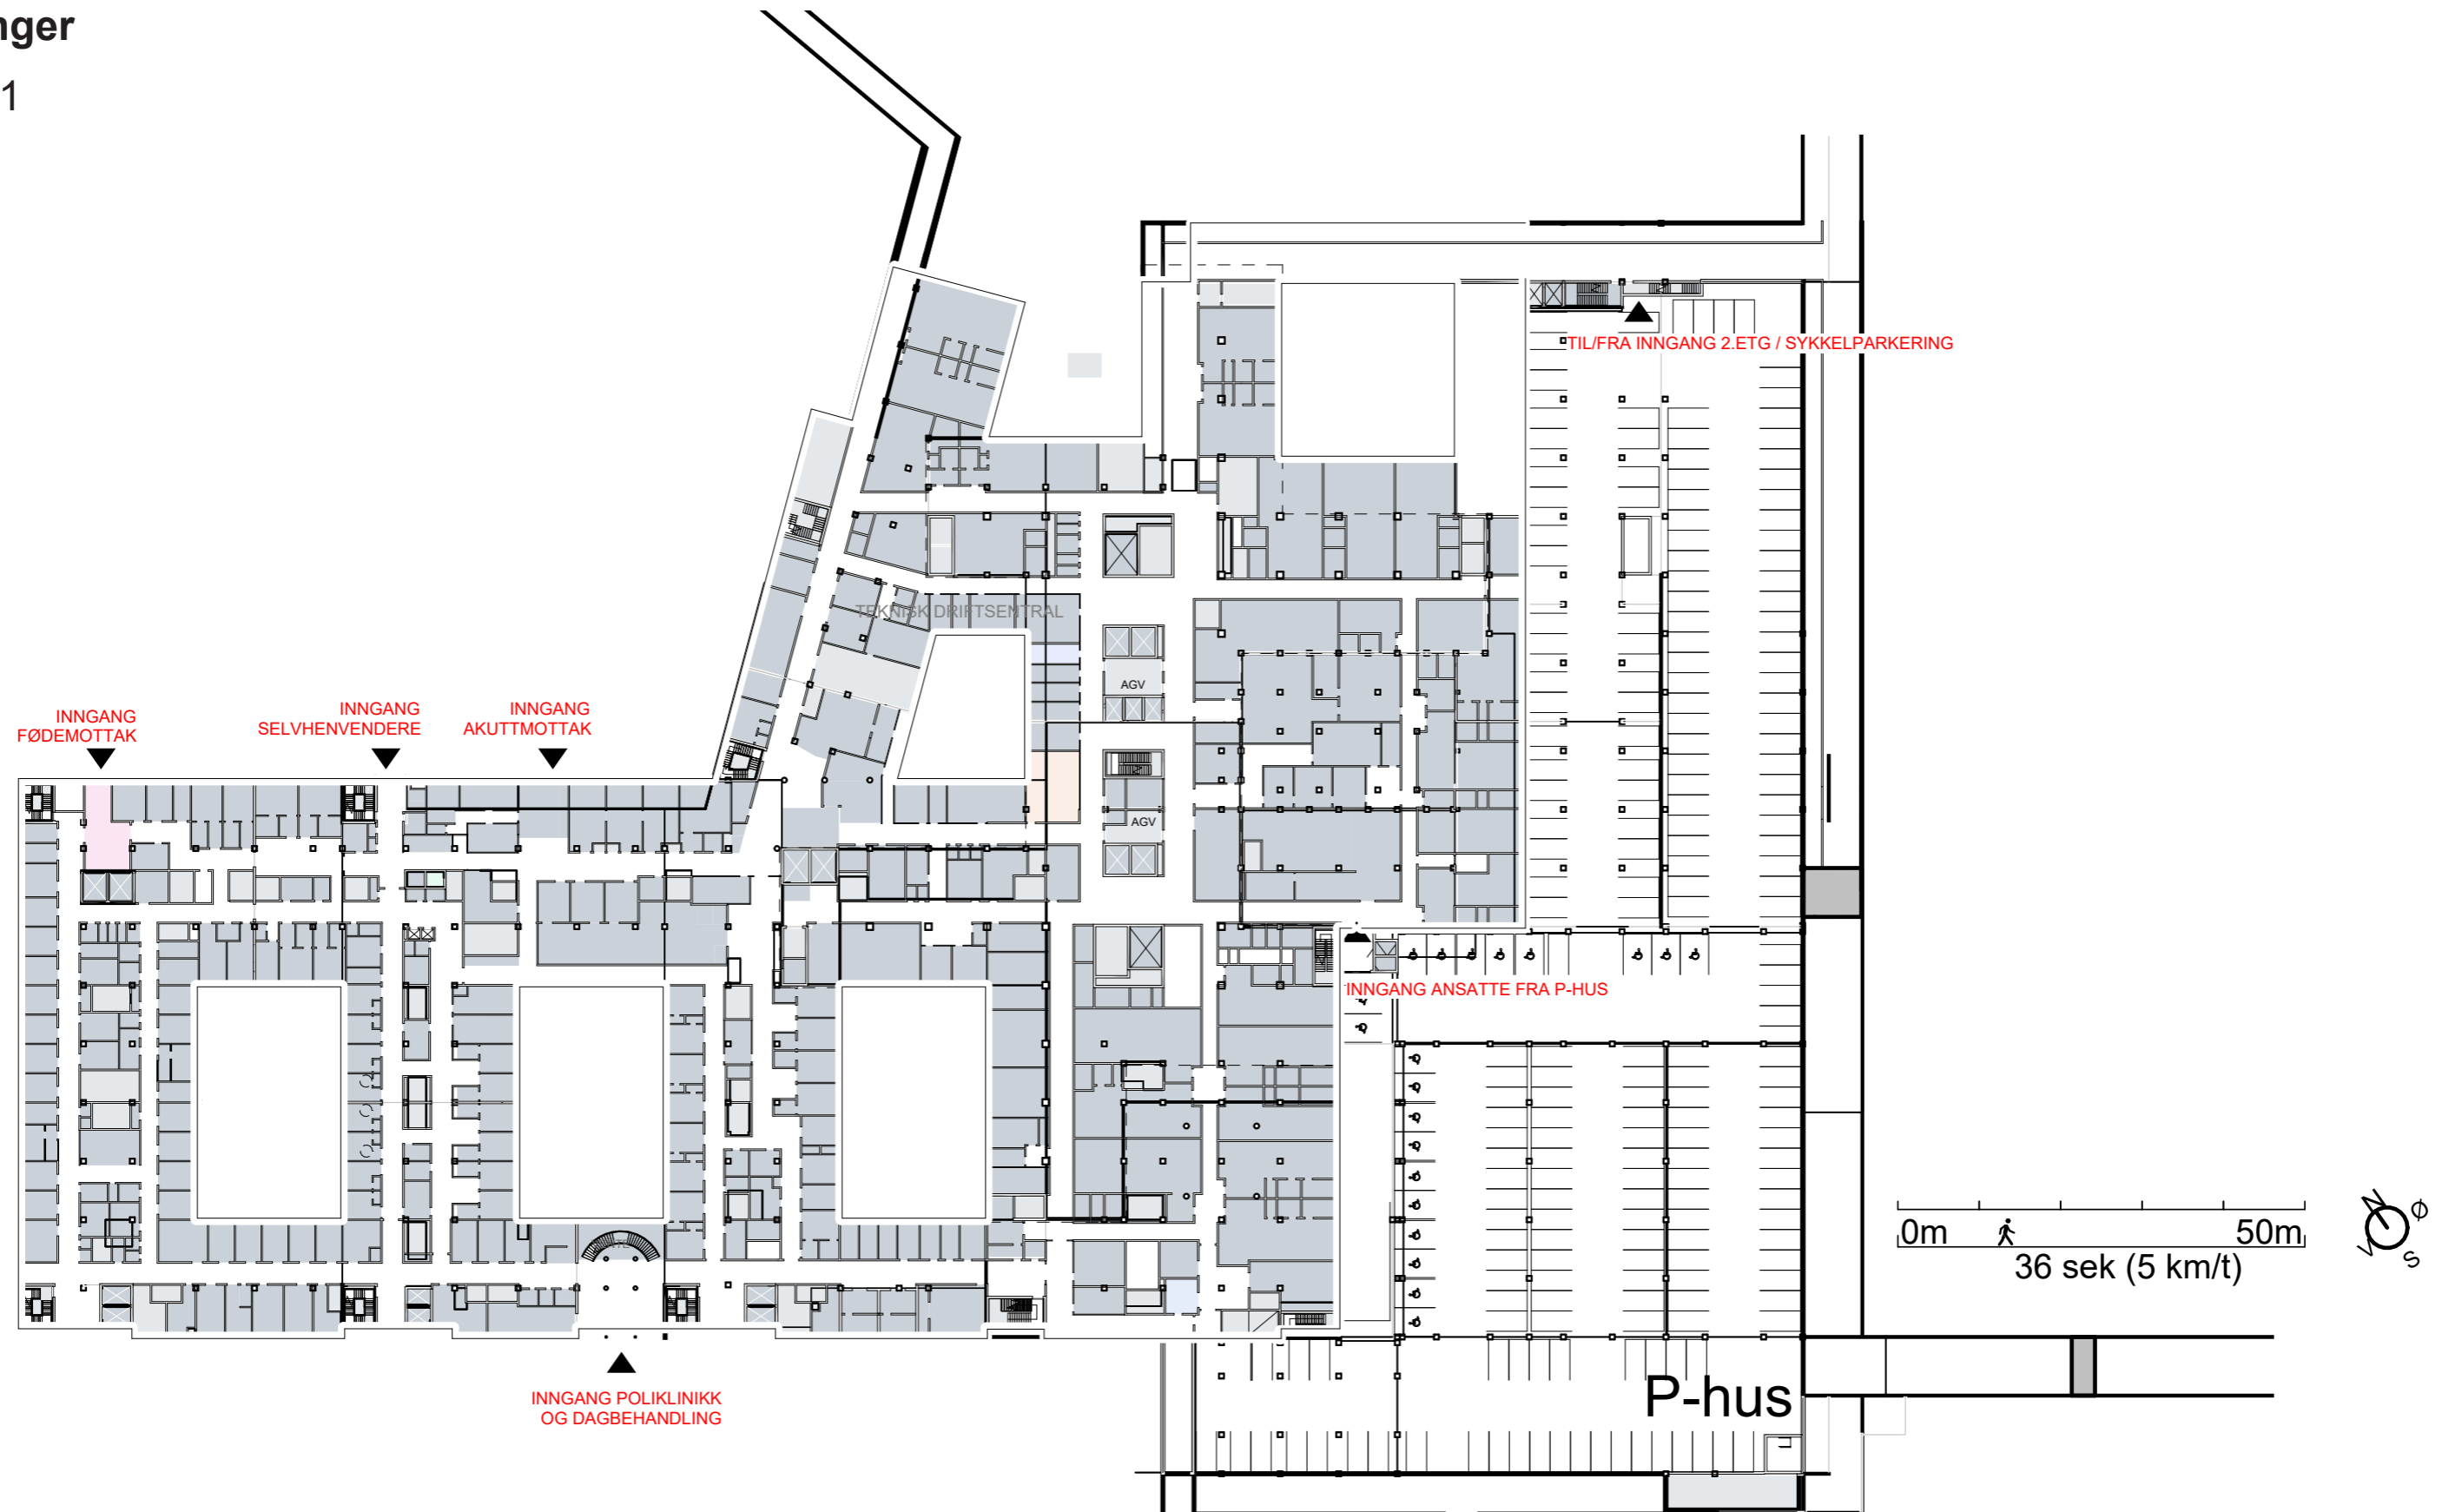 nger
1
TIL/FRA INNGANG 2.ETG / SYKKELPARKERING
TEKNISK DRIFTSENTRAL
AGV
INNGANG
FØDEMOTTAK
INNGANG
SELVHENVENDERE
INNGANG
AKUTTMOTTAK
AGV
INNGANG ANSATTE FRA P-HUS
0m
50m
36 sek (5 km/t)
N
Ø
V
S
INNGANG POLIKLINIKK
OG DAGBEHANDLING
P-hus